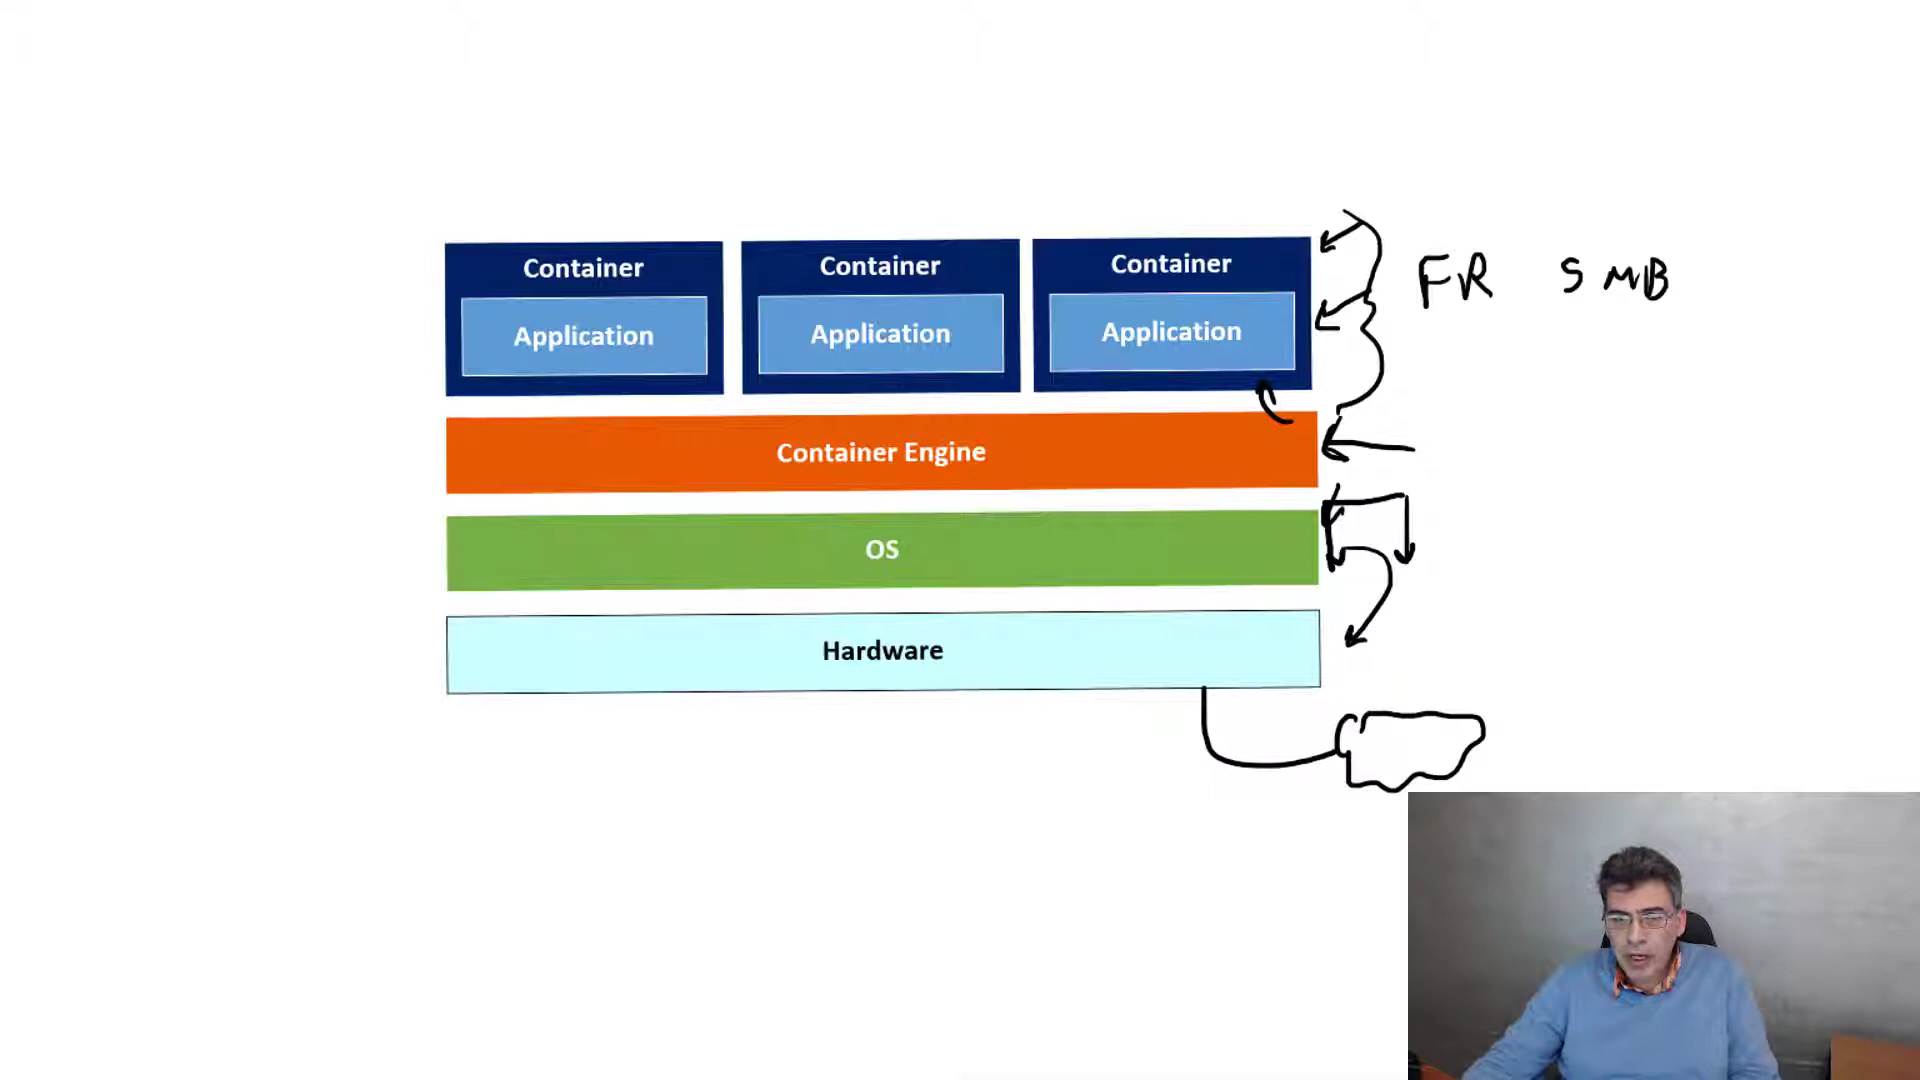 Container Container Container
Application Application Application
FR 5 MB
Container Engine
OS
Hardware